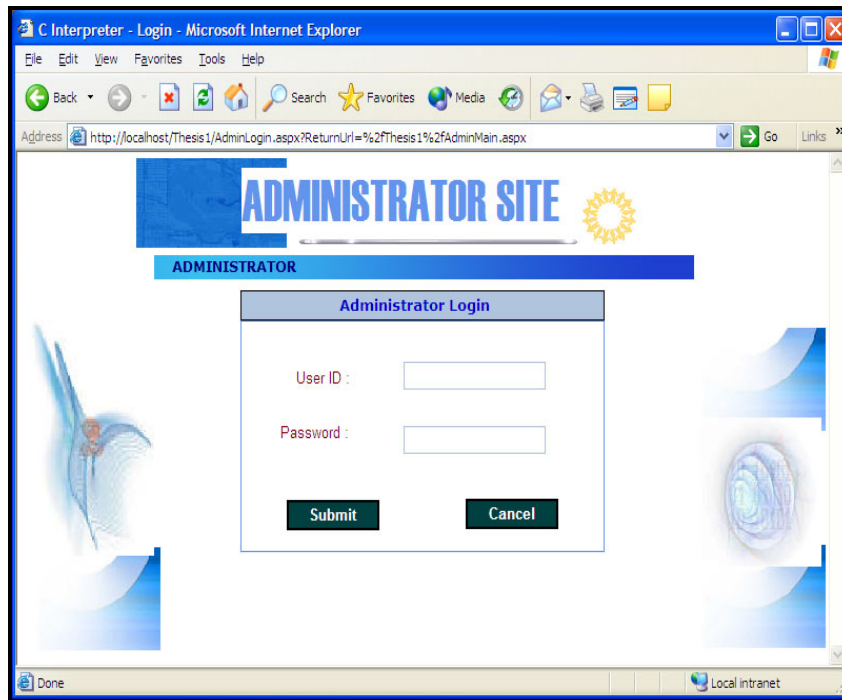 C Interpreter - Login - Microsoft Internet Explorer
File Edit View Favorites Tools Help
Back Search Favorites Media
Address http://localhost/Thesis1/AdminLogin.aspx?ReturnUrl=%2fThesis1%2fAdminMain.aspx Go Links »
ADMINISTRATOR SITE
ADMINISTRATOR
Administrator Login
User ID :
Password :
Submit Cancel
Done Local intranet